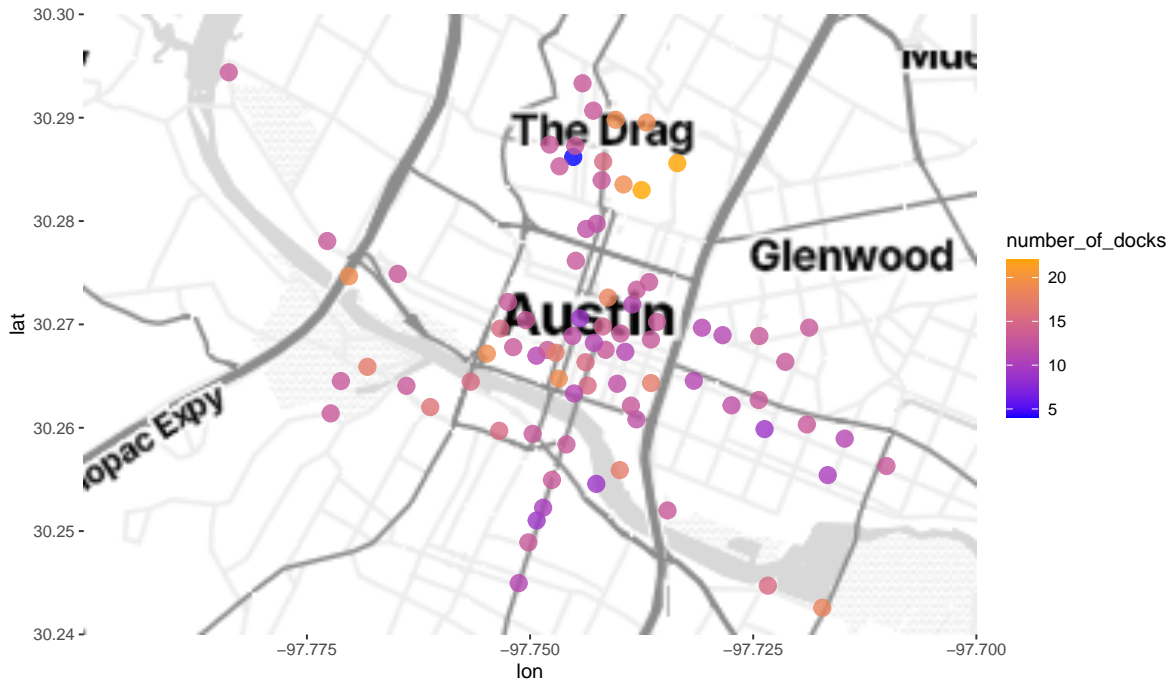 30.30
30.29
30.28
30.27
30.26
30.25
30.24
lat
−97.775
−97.750
−97.725
−97.700
lon
The Drag
Glenwood
Austin
opac Expy
Mue
number_of_docks
20
15
10
5